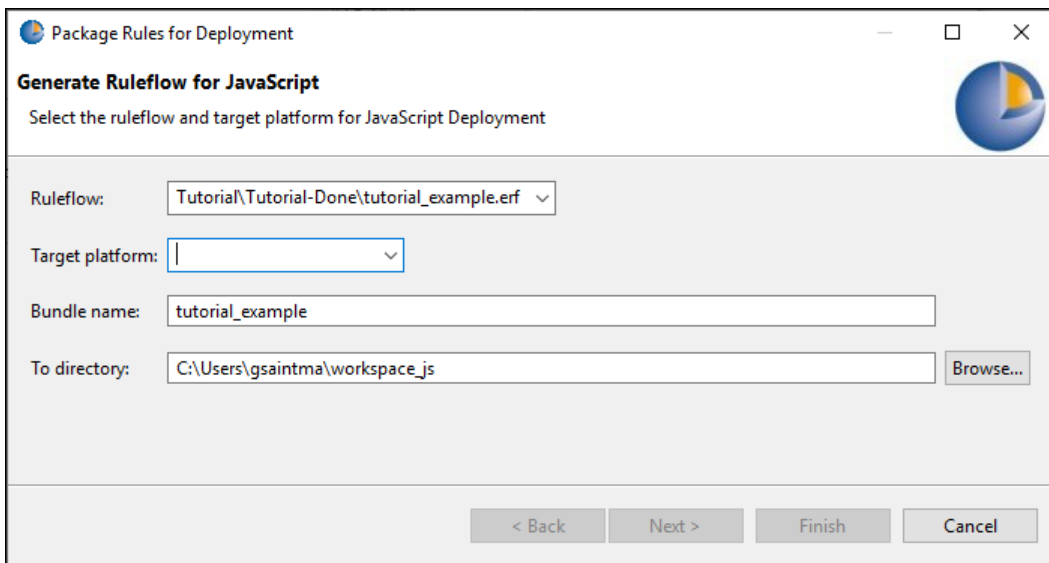 Package Rules for Deployment
Generate Ruleflow for JavaScript
Select the ruleflow and target platform for JavaScript Deployment
Ruleflow: Tutorial\Tutorial-Done\tutorial_example.erf
Target platform:
Bundle name: tutorial_example
To directory: C:\Users\gsaintma\workspace_js Browse...
< Back Next > Finish Cancel